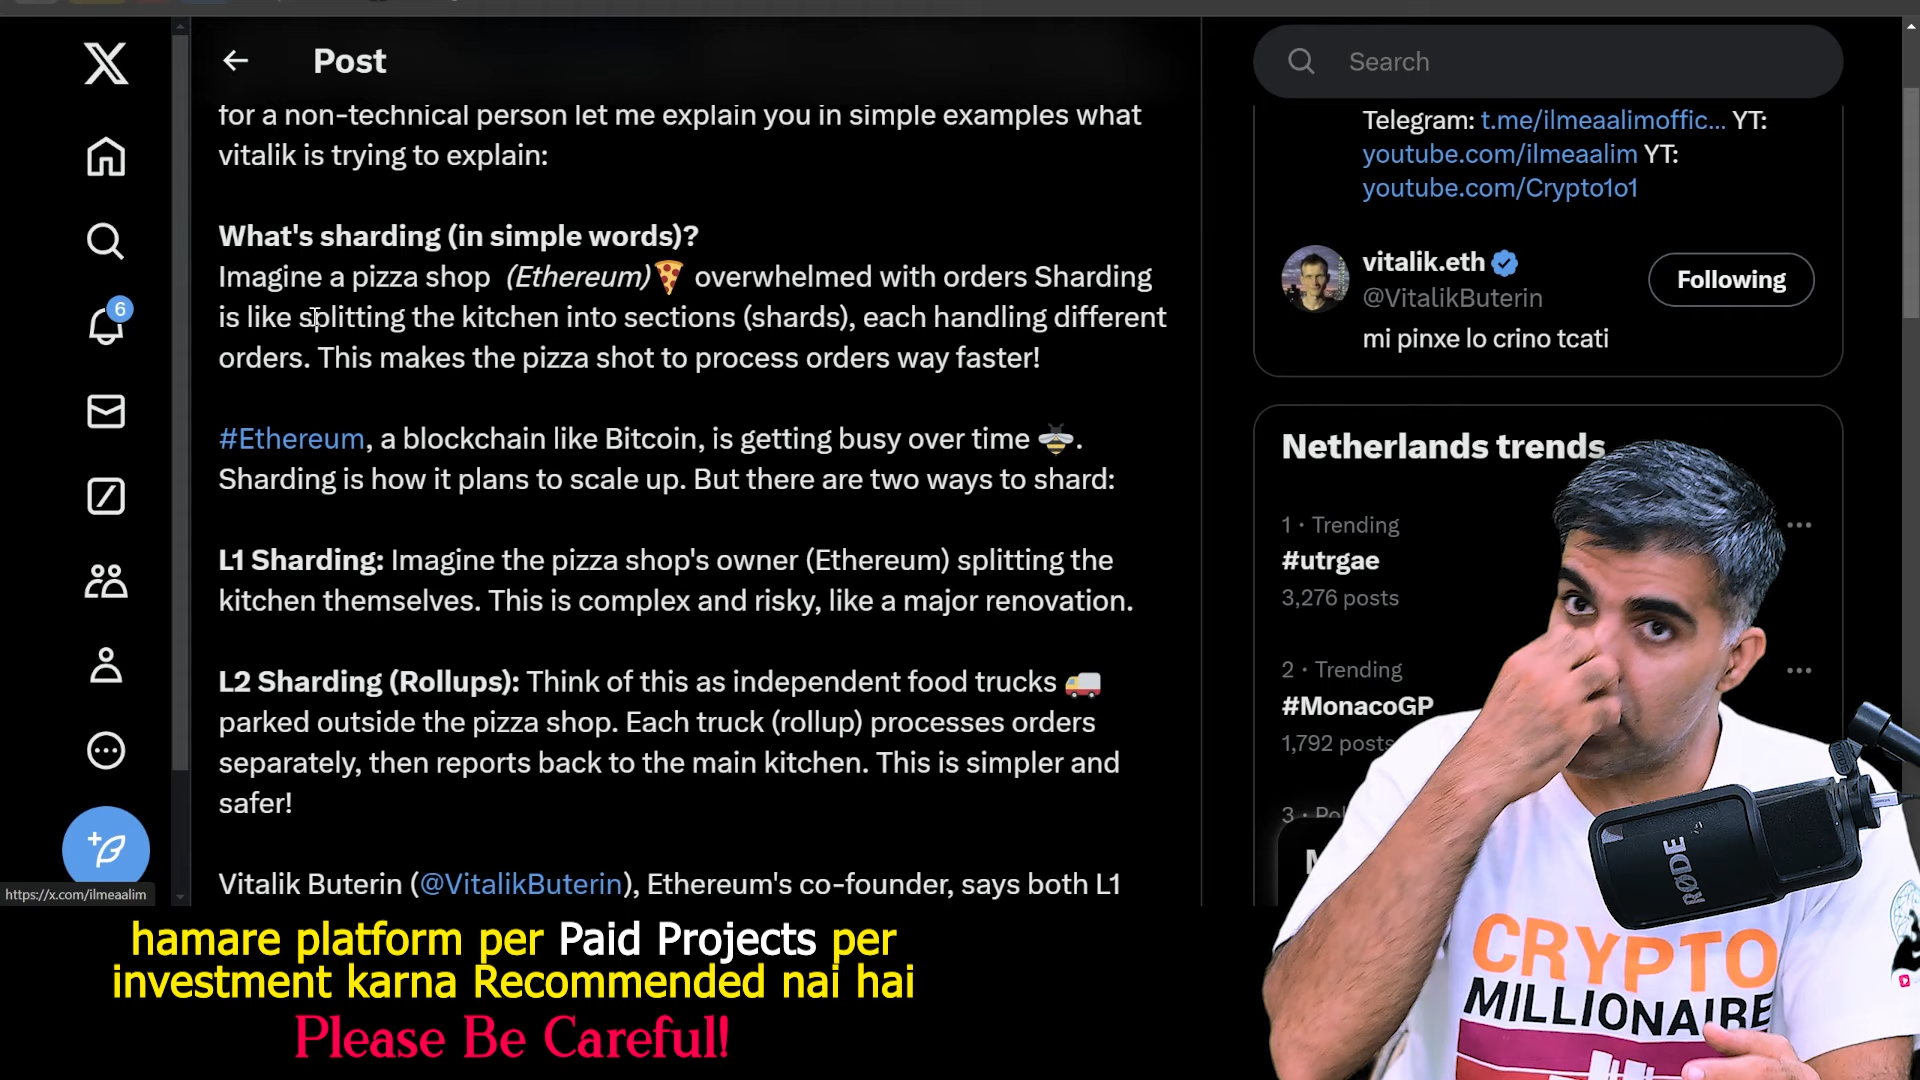 Post
for a non-technical person let me explain you in simple examples what
vitalik is trying to explain:
What's sharding (in simple words)?
Imagine a pizza shop (Ethereum)🍕 overwhelmed with orders Sharding
is like splitting the kitchen into sections (shards), each handling different
orders. This makes the pizza shot to process orders way faster!
#Ethereum, a blockchain like Bitcoin, is getting busy over time 🐝.
Sharding is how it plans to scale up. But there are two ways to shard:
L1 Sharding: Imagine the pizza shop's owner (Ethereum) splitting the
kitchen themselves. This is complex and risky, like a major renovation.
L2 Sharding (Rollups): Think of this as independent food trucks 🚚
parked outside the pizza shop. Each truck (rollup) processes orders
separately, then reports back to the main kitchen. This is simpler and
safer!
Vitalik Buterin (@VitalikButerin), Ethereum's co-founder, says both L1
6
https://x.com/ilmeaalim
Search
Telegram: t.me/ilmeaalimoffic... YT:
youtube.com/ilmeaalim YT:
youtube.com/Crypto1o1
vitalik.eth
@VitalikButerin
Following
mi pinxe lo crino tcati
Netherlands trends
1 · Trending
#utrgae
3,276 posts
2 · Trending
#MonacoGP
1,792 posts
RØDE
CRYPTO
MILLIONAIRE
hamare platform per Paid Projects per
investment karna Recommended nai hai
Please Be Careful!